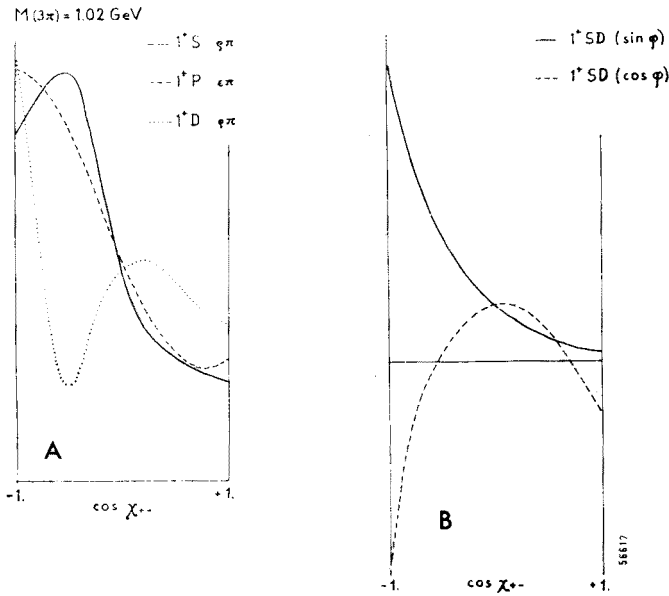 M(3π) = 1.02 GeV
1⁺S ϱπ
1⁺P επ
1⁺D ϱπ
A
-1.
+1.
cos χ₊₋
1⁺SD (sin φ)
1⁺SD (cos φ)
B
-1.
+1.
cos χ₊₋
56617